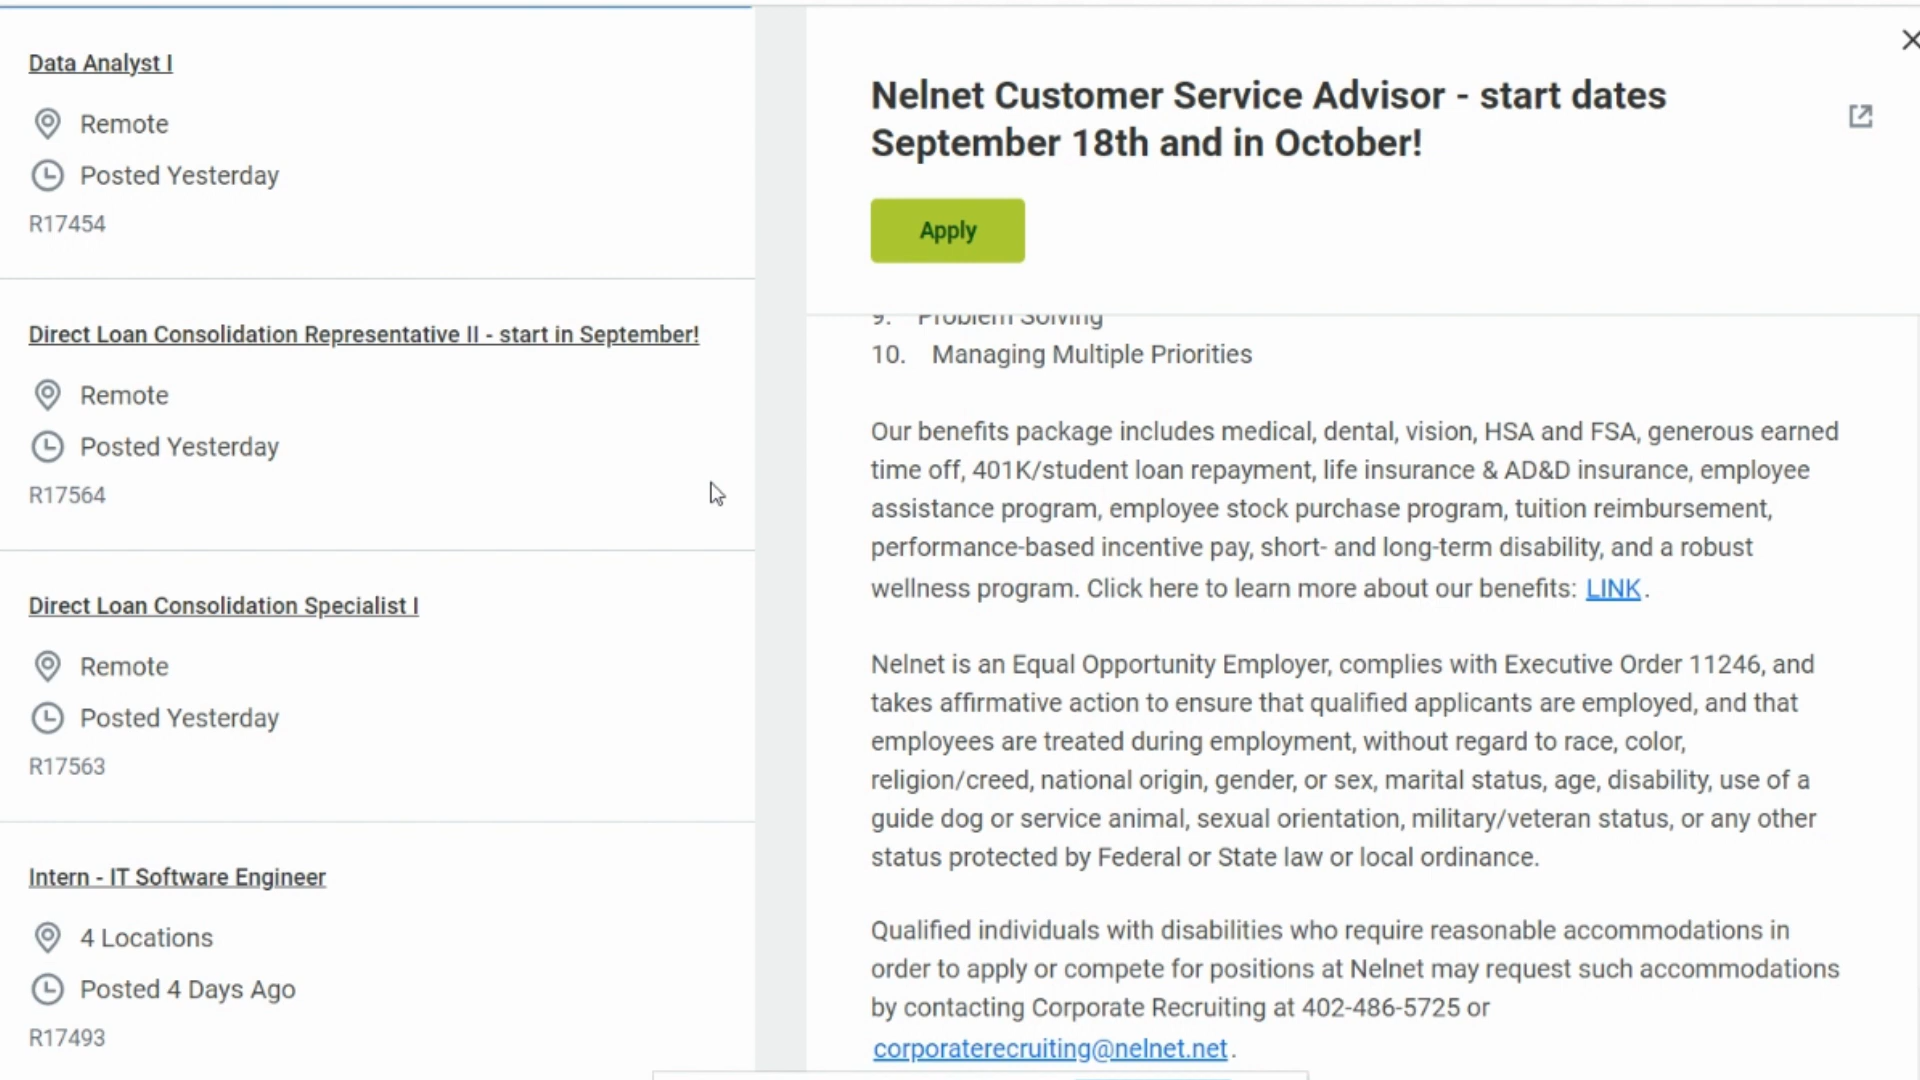 Data Analyst I
Remote
Posted Yesterday
R17454
Direct Loan Consolidation Representative II - start in September!
Remote
Posted Yesterday
R17564
Direct Loan Consolidation Specialist I
Remote
Posted Yesterday
R17563
Intern - IT Software Engineer
4 Locations
Posted 4 Days Ago
R17493
Nelnet Customer Service Advisor - start dates
September 18th and in October!
Apply
9. Problem Solving
10. Managing Multiple Priorities
Our benefits package includes medical, dental, vision, HSA and FSA, generous earned
time off, 401K/student loan repayment, life insurance & AD&D insurance, employee
assistance program, employee stock purchase program, tuition reimbursement,
performance-based incentive pay, short- and long-term disability, and a robust
wellness program. Click here to learn more about our benefits: LINK.
Nelnet is an Equal Opportunity Employer, complies with Executive Order 11246, and
takes affirmative action to ensure that qualified applicants are employed, and that
employees are treated during employment, without regard to race, color,
religion/creed, national origin, gender, or sex, marital status, age, disability, use of a
guide dog or service animal, sexual orientation, military/veteran status, or any other
status protected by Federal or State law or local ordinance.
Qualified individuals with disabilities who require reasonable accommodations in
order to apply or compete for positions at Nelnet may request such accommodations
by contacting Corporate Recruiting at 402-486-5725 or
corporaterecruiting@nelnet.net.